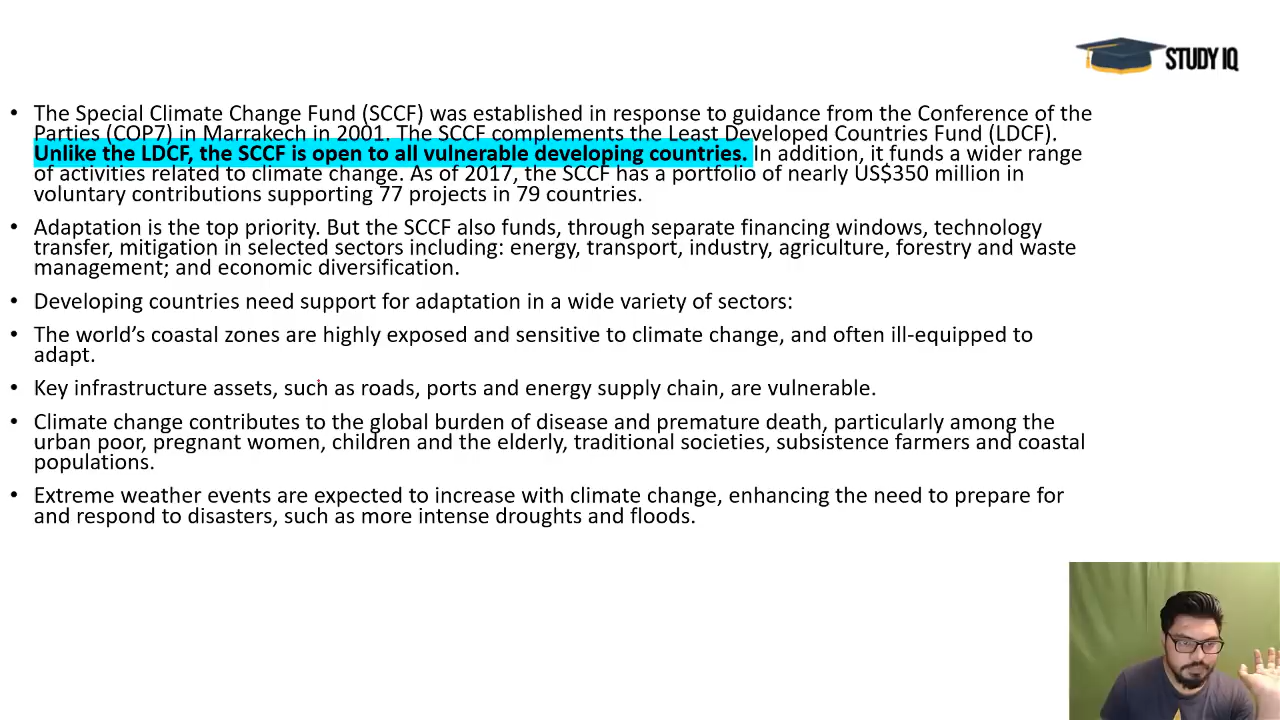 STUDY IQ
• The Special Climate Change Fund (SCCF) was established in response to guidance from the Conference of the
Parties (COP7) in Marrakech in 2001. The SCCF complements the Least Developed Countries Fund (LDCF).
Unlike the LDCF, the SCCF is open to all vulnerable developing countries. In addition, it funds a wider range
of activities related to climate change. As of 2017, the SCCF has a portfolio of nearly US$350 million in
voluntary contributions supporting 77 projects in 79 countries.
• Adaptation is the top priority. But the SCCF also funds, through separate financing windows, technology
transfer, mitigation in selected sectors including: energy, transport, industry, agriculture, forestry and waste
management; and economic diversification.
• Developing countries need support for adaptation in a wide variety of sectors:
• The world’s coastal zones are highly exposed and sensitive to climate change, and often ill-equipped to
adapt.
• Key infrastructure assets, such as roads, ports and energy supply chain, are vulnerable.
• Climate change contributes to the global burden of disease and premature death, particularly among the
urban poor, pregnant women, children and the elderly, traditional societies, subsistence farmers and coastal
populations.
• Extreme weather events are expected to increase with climate change, enhancing the need to prepare for
and respond to disasters, such as more intense droughts and floods.